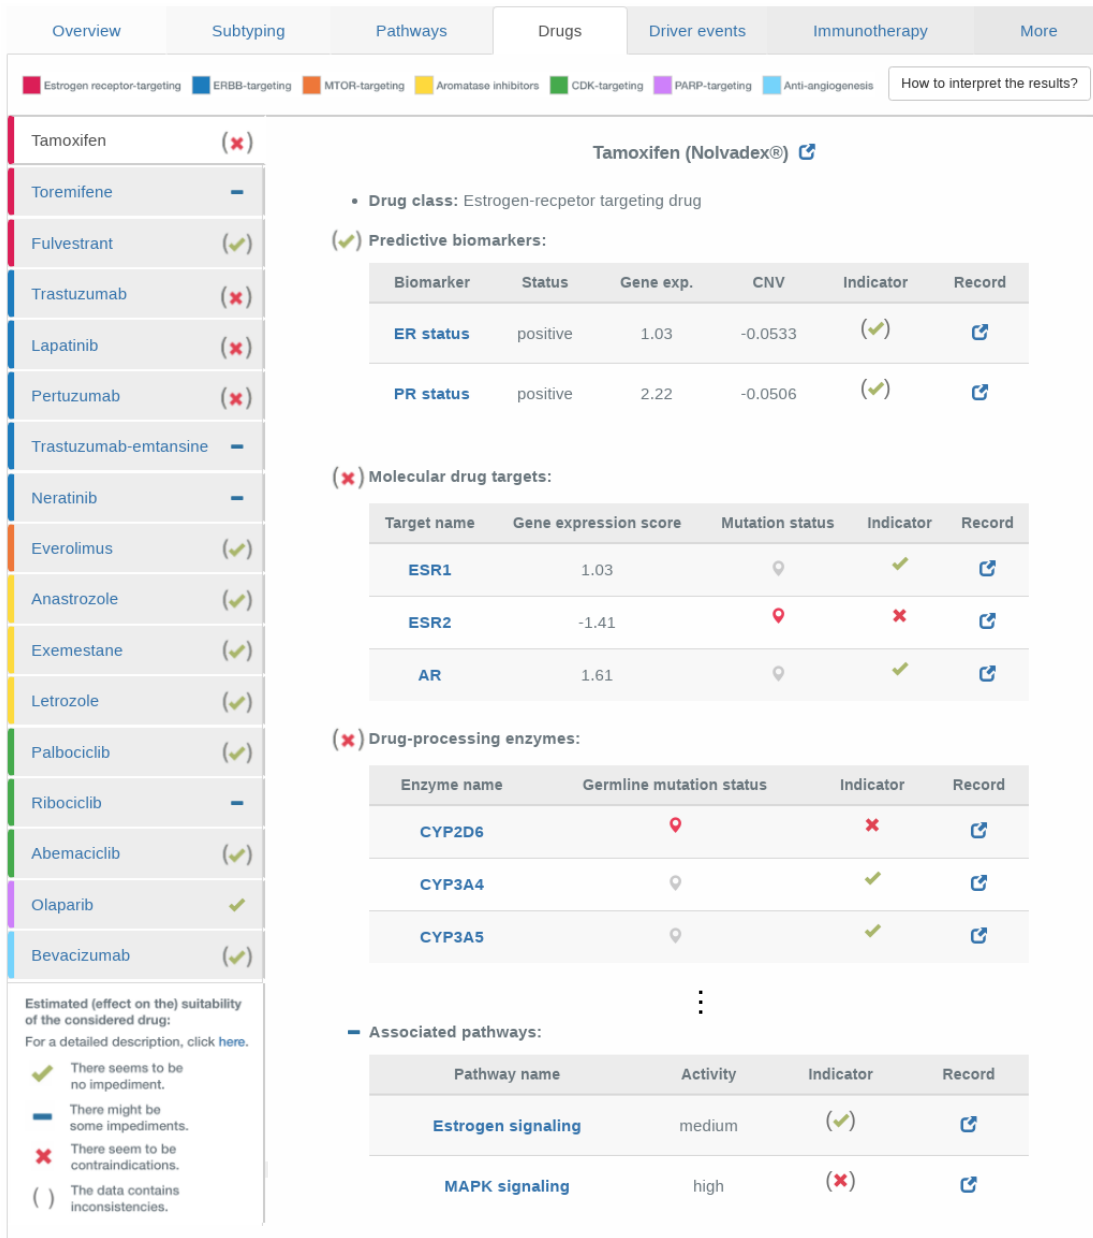 Overview Subtyping Pathways Drugs Driver events Immunotherapy More
Estrogen receptor-targeting ERBB-targeting MTOR-targeting Aromatase inhibitors CDK-targeting PARP-targeting Anti-angiogenesis How to interpret the results?
Tamoxifen
Toremifene
Fulvestrant
Trastuzumab
Lapatinib
Pertuzumab
Trastuzumab-emtansine
Neratinib
Everolimus
Anastrozole
Exemestane
Letrozole
Palbociclib
Ribociclib
Abemaciclib
Olaparib
Bevacizumab
Estimated (effect on the) suitability
of the considered drug:
For a detailed description, click here.
There seems to be
no impediment.
There might be
some impediments.
There seem to be
contraindications.
( ) The data contains
inconsistencies.
Tamoxifen (Nolvadex®)
• Drug class: Estrogen-recpetor targeting drug
Predictive biomarkers:
Biomarker Status Gene exp. CNV Indicator Record
ER status positive 1.03 -0.0533
PR status positive 2.22 -0.0506
Molecular drug targets:
Target name Gene expression score Mutation status Indicator Record
ESR1 1.03
ESR2 -1.41
AR 1.61
Drug-processing enzymes:
Enzyme name Germline mutation status Indicator Record
CYP2D6
CYP3A4
CYP3A5
⋮
Associated pathways:
Pathway name Activity Indicator Record
Estrogen signaling medium
MAPK signaling high